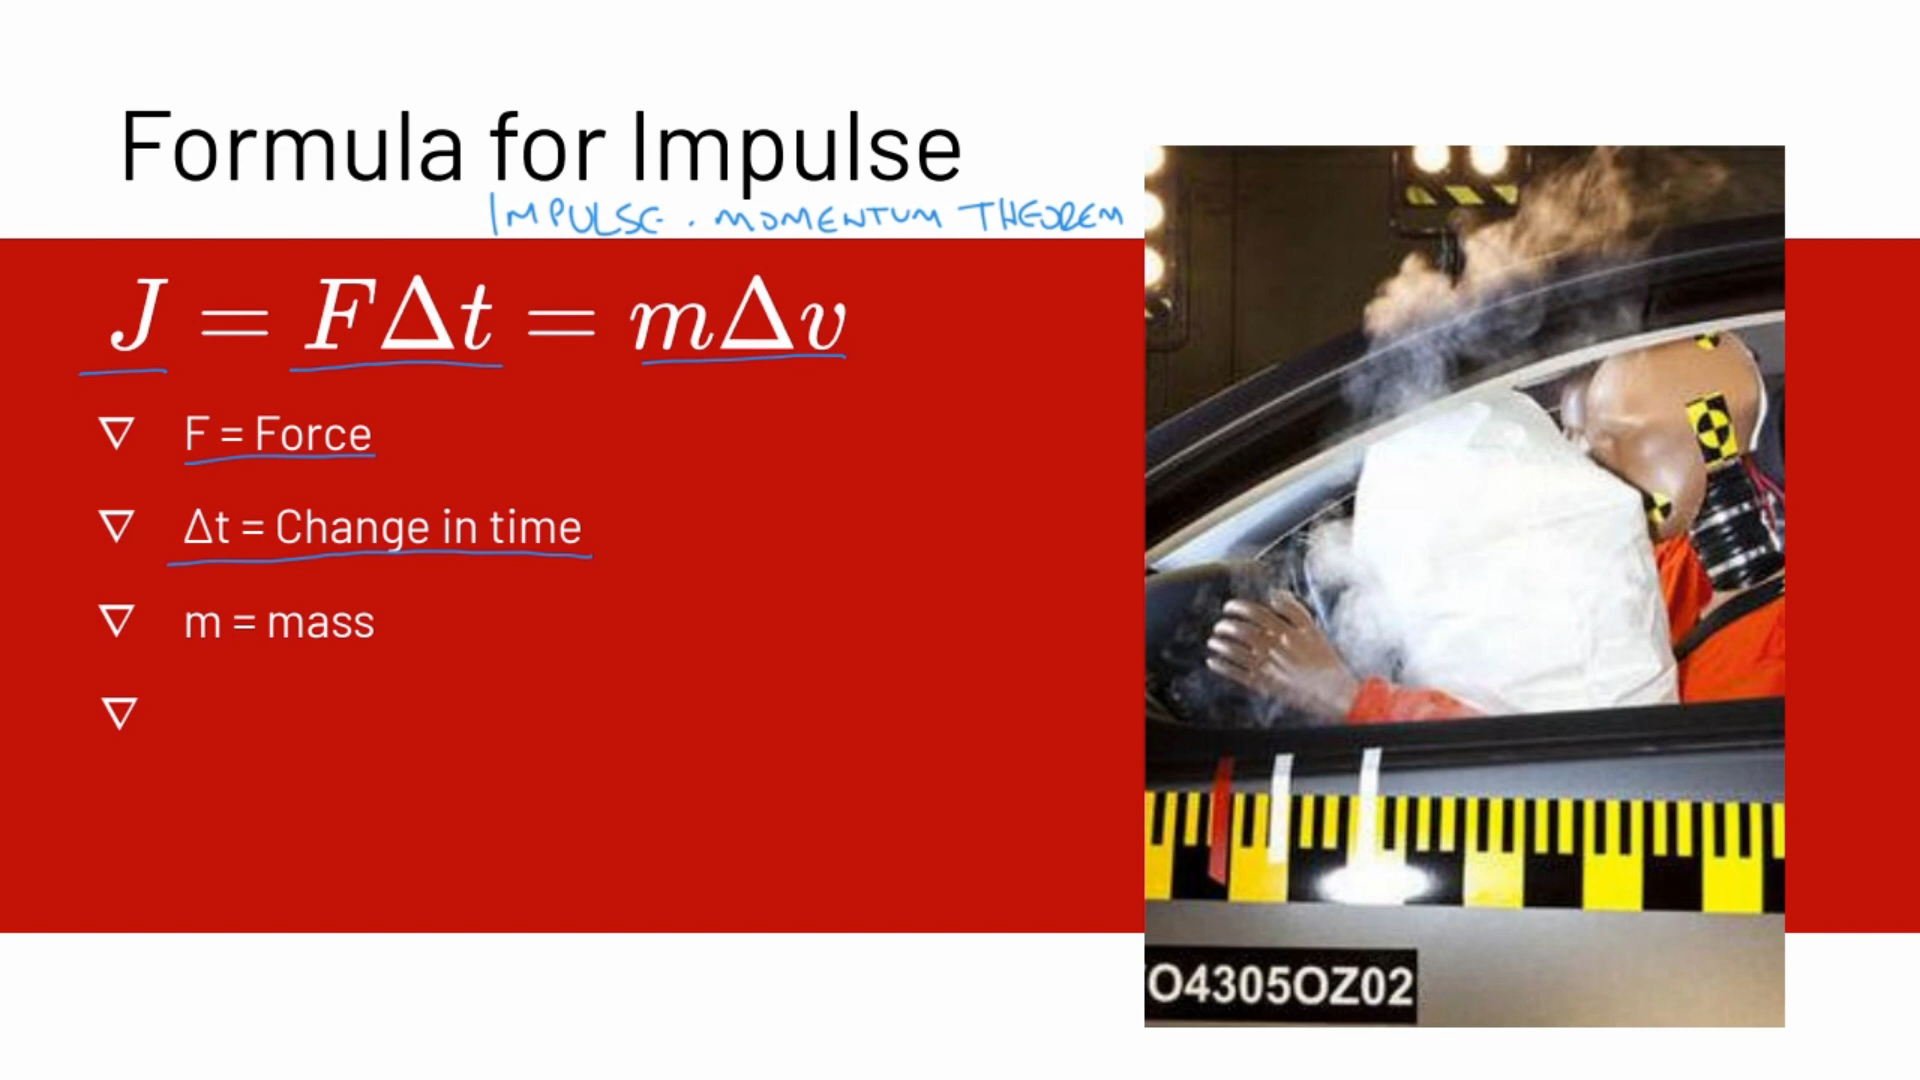 Formula for Impulse
IMPULSE - MOMENTUM THEOREM
J = FΔt = mΔv
F = Force
Δt = Change in time
m = mass
O4305OZ02